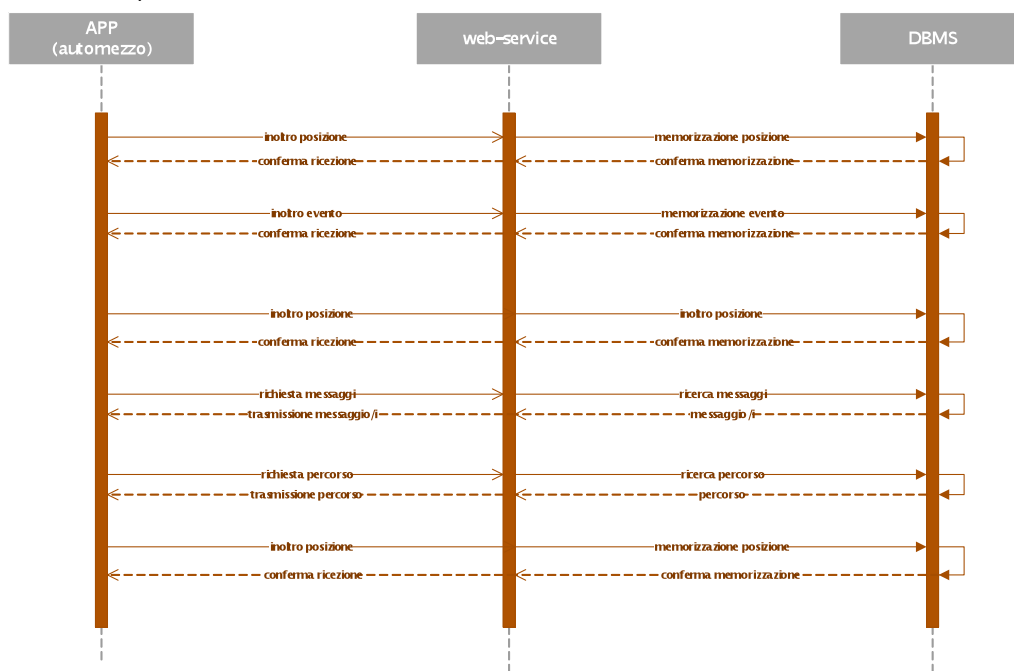 APP
(automezzo)
web-service
DBMS
inoltro posizione
memorizzazione posizione
conferma ricezione
conferma memorizzazione
inoltro evento
memorizzazione evento
conferma ricezione
conferma memorizzazione
inoltro posizione
inoltro posizione
conferma ricezione
conferma memorizzazione
richiesta messaggi
ricerca messaggi
trasmissione messaggio/i
messaggio/i
richiesta percorso
ricerca percorso
trasmissione percorso
percorso
inoltro posizione
memorizzazione posizione
conferma ricezione
conferma memorizzazione